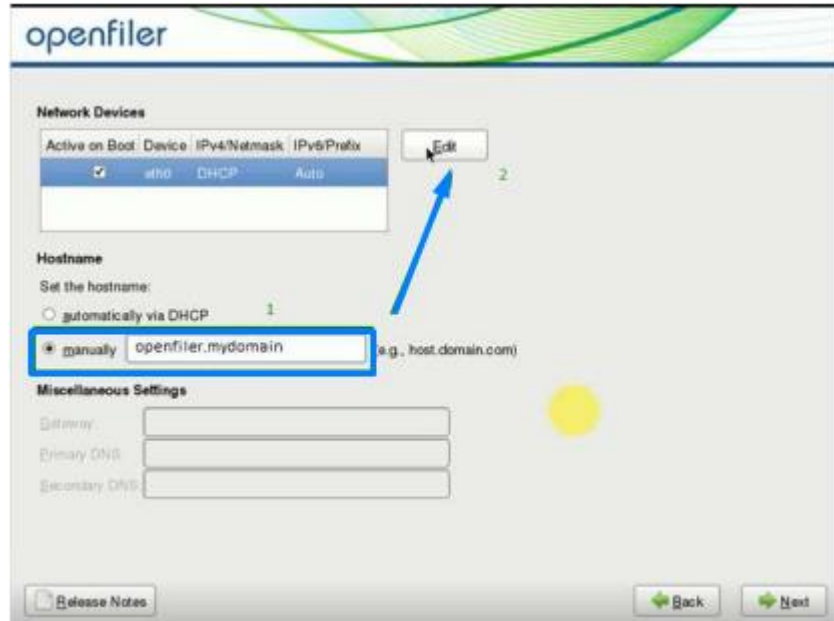 openfiler
Network Devices
Active on Boot Device IPv4/Netmask IPv6/Prefix
eth0 DHCP Auto
Edit
2
Hostname
Set the hostname:
automatically via DHCP
1
manually openfiler.mydomain (e.g., host.domain.com)
Miscellaneous Settings
Gateway:
Primary DNS:
Secondary DNS:
Release Notes Back Next